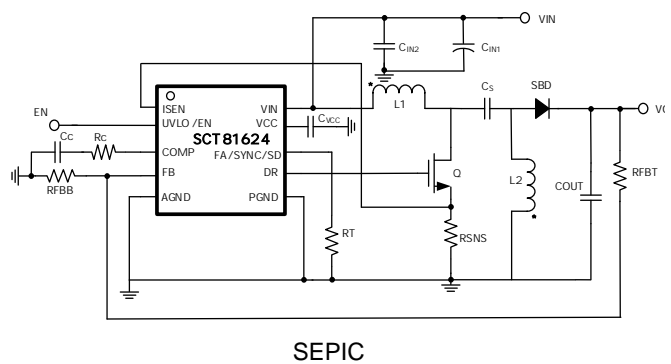 VIN
CIN2
CIN1
ISEN
VIN
L1
CS
SBD
VO
EN
UVLO /EN
VCC
CVCC
SCT81624
CC
RC
COMP
FA/SYNC/SD
RFBB
FB
DR
Q
L2
COUT
RFBT
AGND
PGND
RT
RSNS
SEPIC